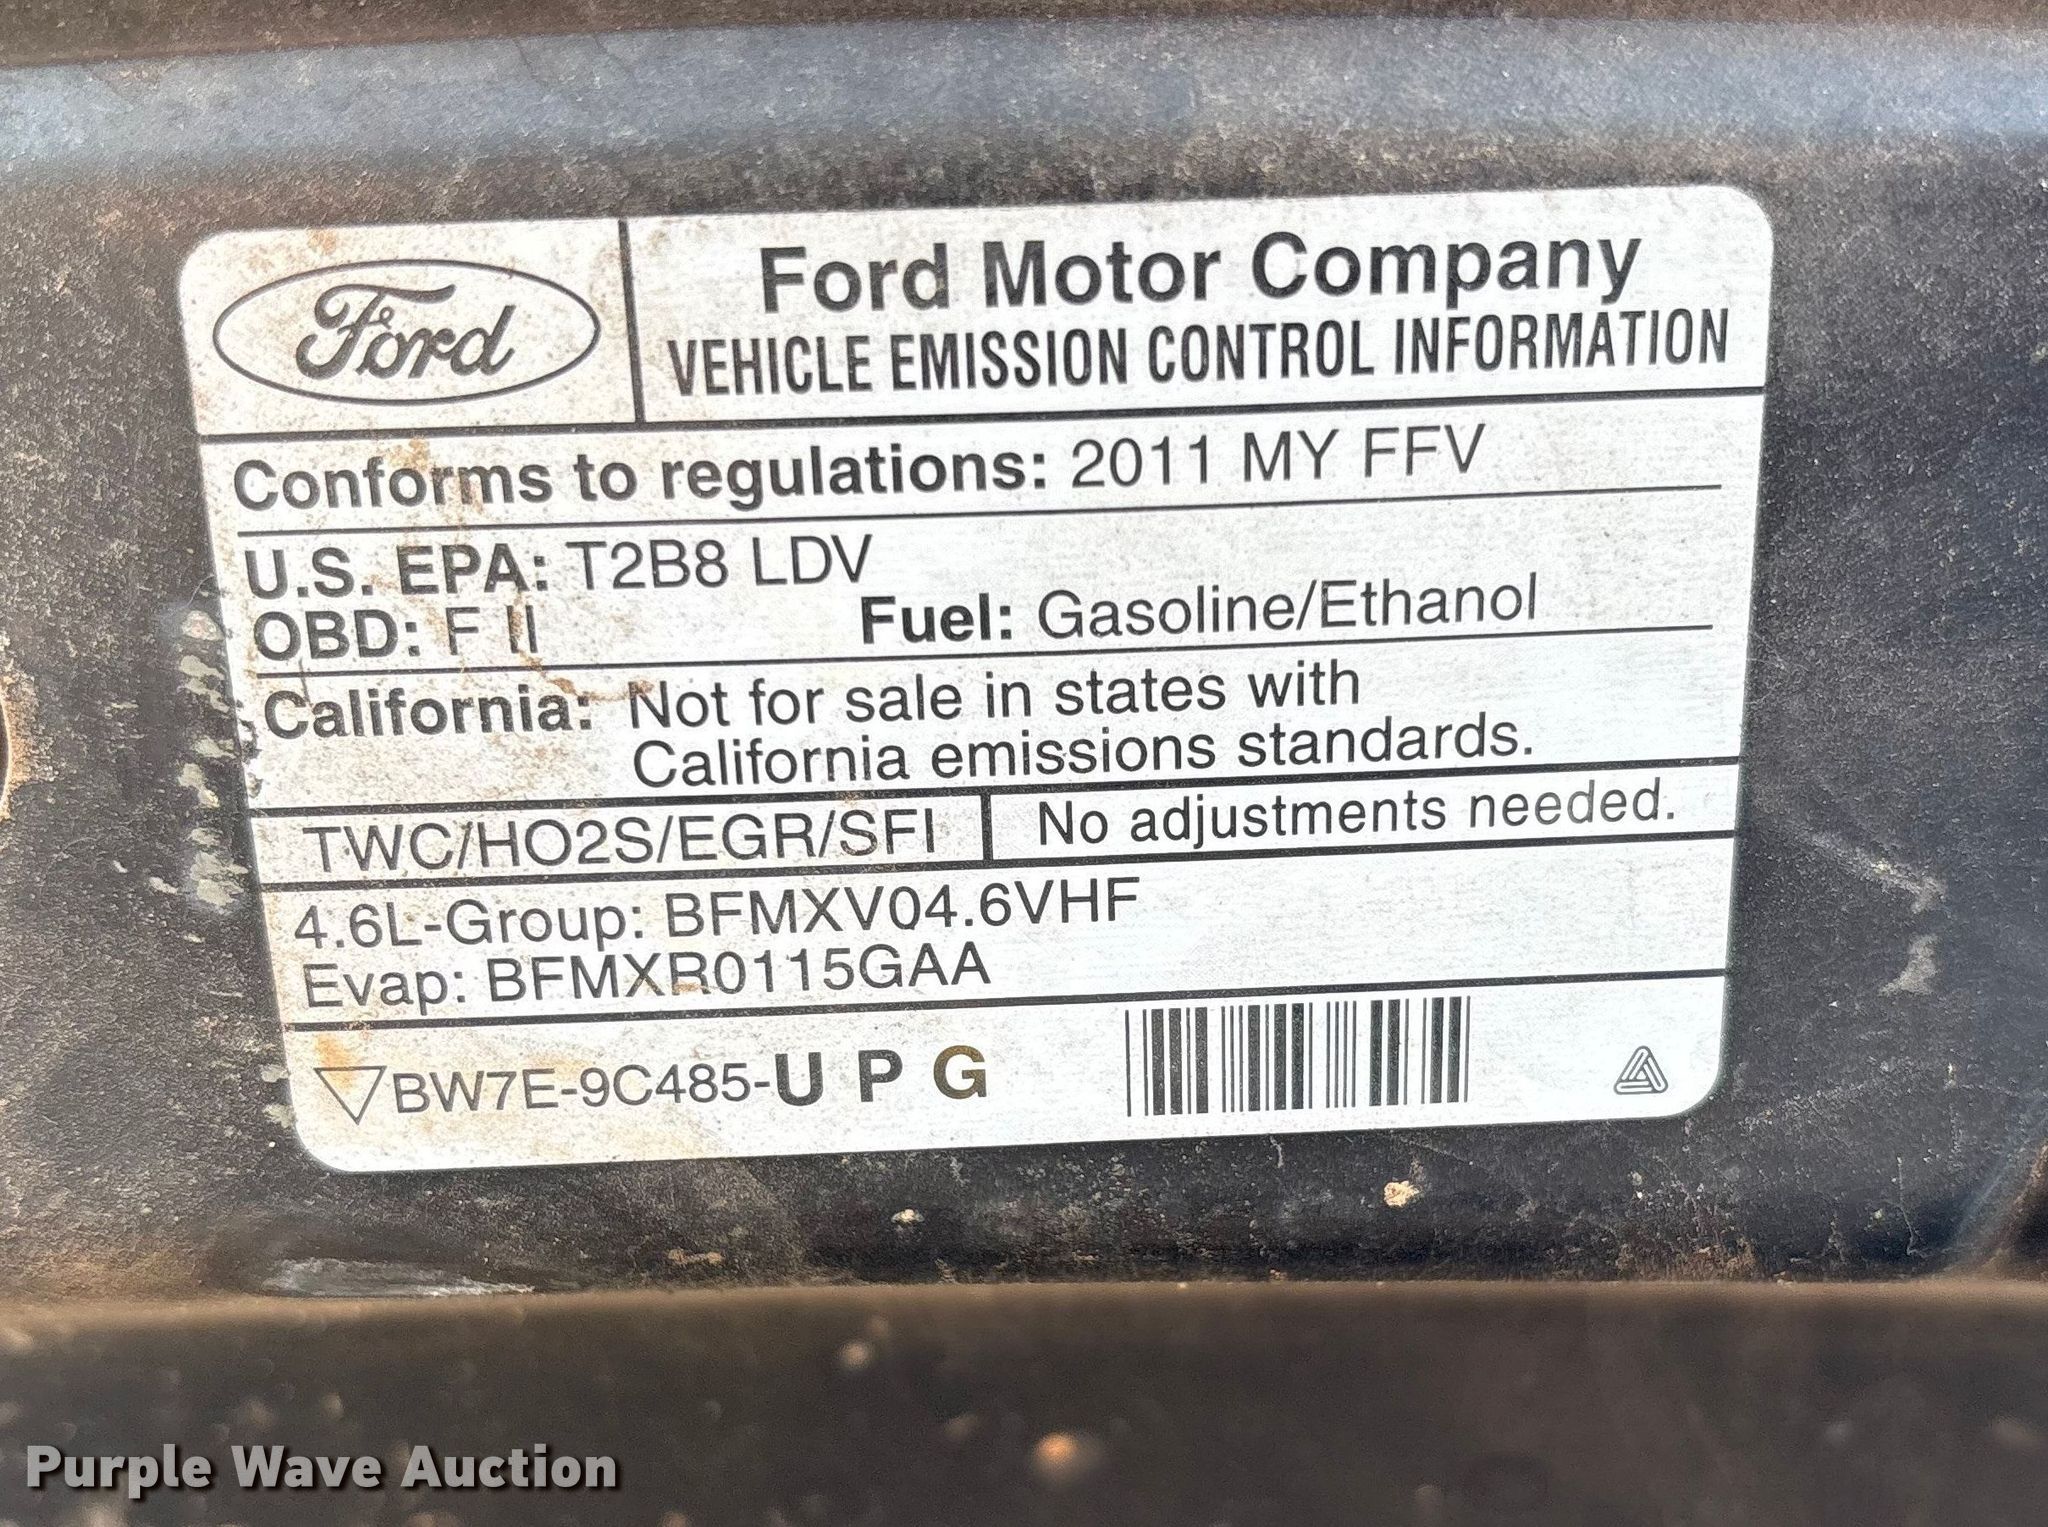 Ford
Ford Motor Company
VEHICLE EMISSION CONTROL INFORMATION
Conforms to regulations: 2011 MY FFV
U.S. EPA: T2B8 LDV
OBD: F II Fuel: Gasoline/Ethanol
California: Not for sale in states with
California emissions standards.
TWC/HO2S/EGR/SFI No adjustments needed.
4.6L-Group: BFMXV04.6VHF
Evap: BFMXR0115GAA
BW7E-9C485-U P G
Purple Wave Auction